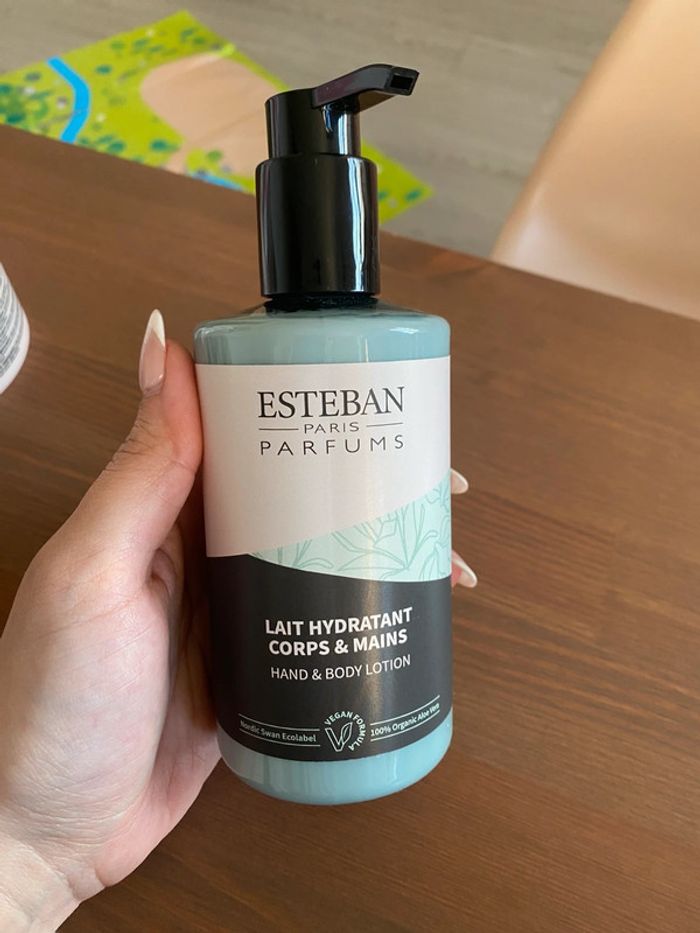 ESTEBAN
PARIS
PARFUMS
LAIT HYDRATANT
CORPS & MAINS
HAND & BODY LOTION
Nordic Swan Ecolabel
VEGAN FORMULA
100% Organic Aloe Vera